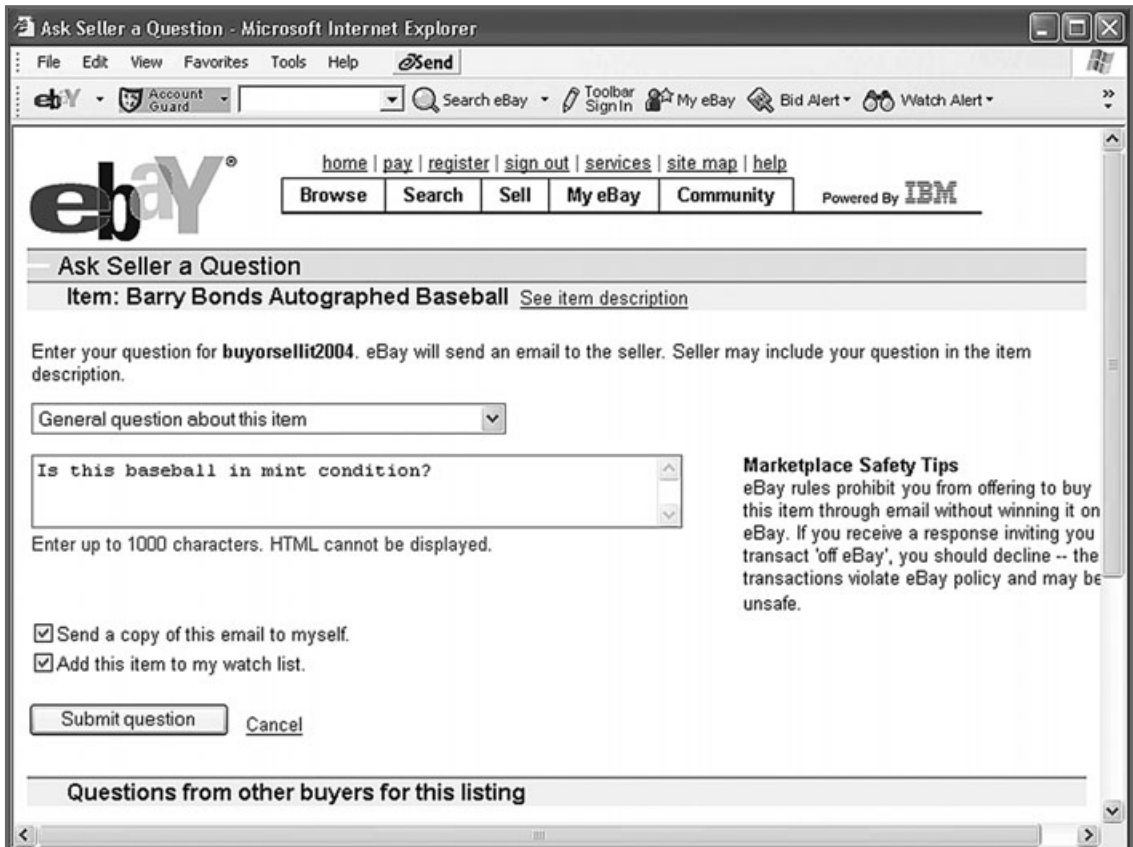 Ask Seller a Question - Microsoft Internet Explorer
File Edit View Favorites Tools Help Send
ebY Account Guard Search eBay Toolbar Sign In My eBay Bid Alert Watch Alert »
ebaY®
home | pay | register | sign out | services | site map | help
Browse Search Sell My eBay Community Powered By IBM
Ask Seller a Question
Item: Barry Bonds Autographed Baseball See item description
Enter your question for buyorsellit2004. eBay will send an email to the seller. Seller may include your question in the item
description.
General question about this item
Is this baseball in mint condition?
Enter up to 1000 characters. HTML cannot be displayed.
Marketplace Safety Tips
eBay rules prohibit you from offering to buy
this item through email without winning it on
eBay. If you receive a response inviting you
transact 'off eBay', you should decline -- the
transactions violate eBay policy and may be
unsafe.
Send a copy of this email to myself.
Add this item to my watch list.
Submit question Cancel
Questions from other buyers for this listing